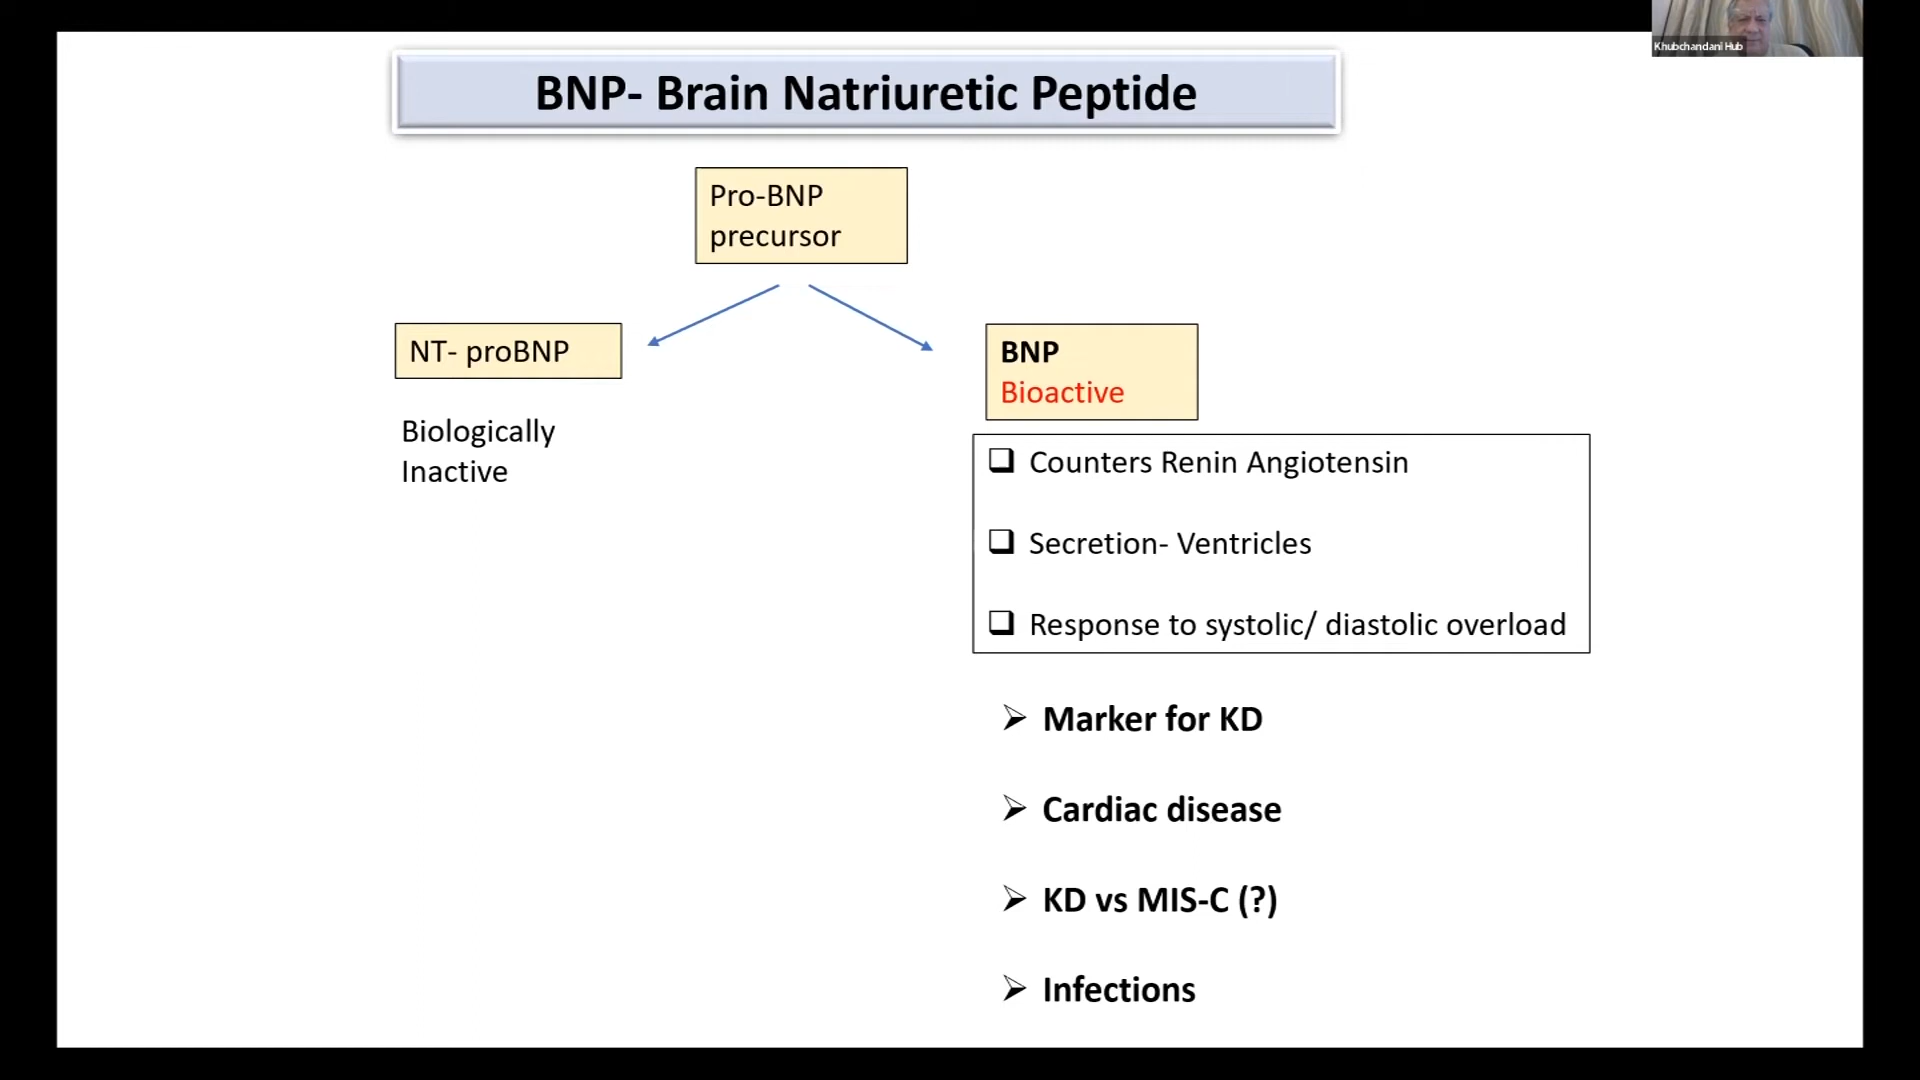 Khubchandani Hub
BNP- Brain Natriuretic Peptide
Pro-BNP
precursor
NT- proBNP
Biologically
Inactive
BNP
Bioactive
Counters Renin Angiotensin
Secretion- Ventricles
Response to systolic/ diastolic overload
Marker for KD
Cardiac disease
KD vs MIS-C (?)
Infections